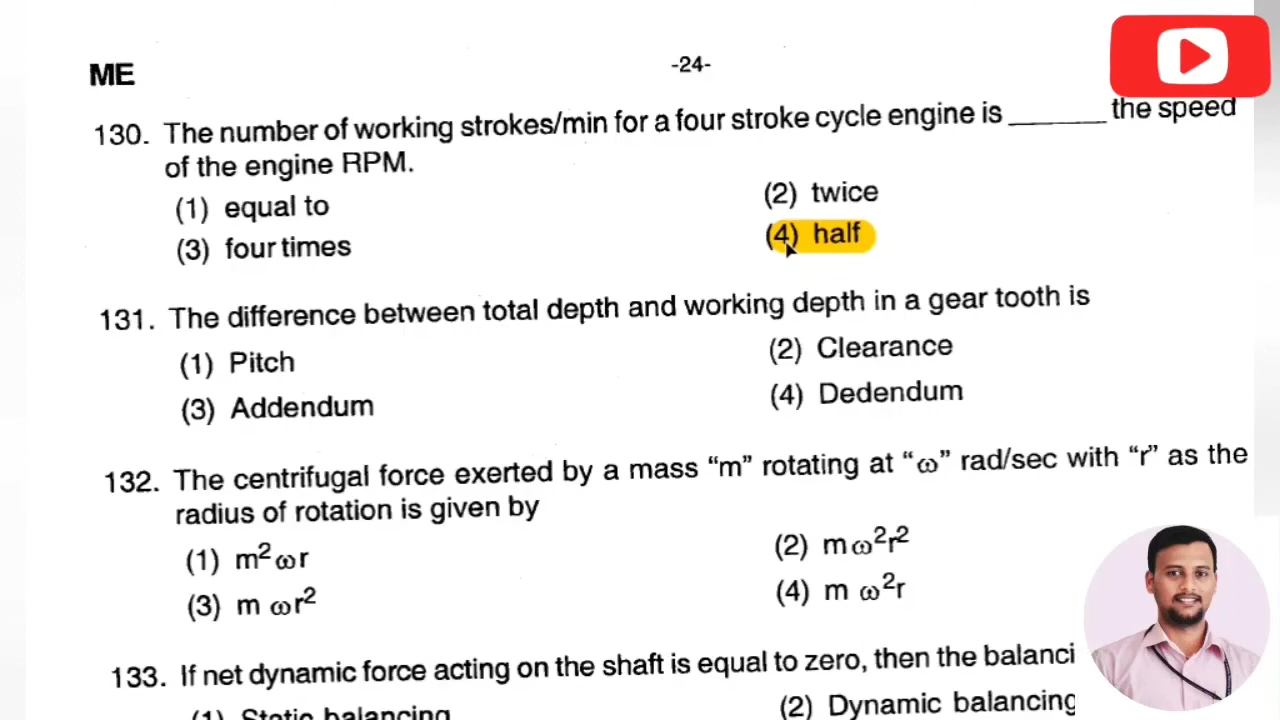 ME
-24-
130. The number of working strokes/min for a four stroke cycle engine is ______ the speed
of the engine RPM.
(1) equal to
(2) twice
(3) four times
(4) half
131. The difference between total depth and working depth in a gear tooth is
(1) Pitch
(2) Clearance
(3) Addendum
(4) Dedendum
132. The centrifugal force exerted by a mass “m” rotating at “ω” rad/sec with “r” as the
radius of rotation is given by
(1) m²ωr
(2) mω²r²
(3) m ωr²
(4) m ω²r
133. If net dynamic force acting on the shaft is equal to zero, then the balanci
(1) Static balancing
(2) Dynamic balancing